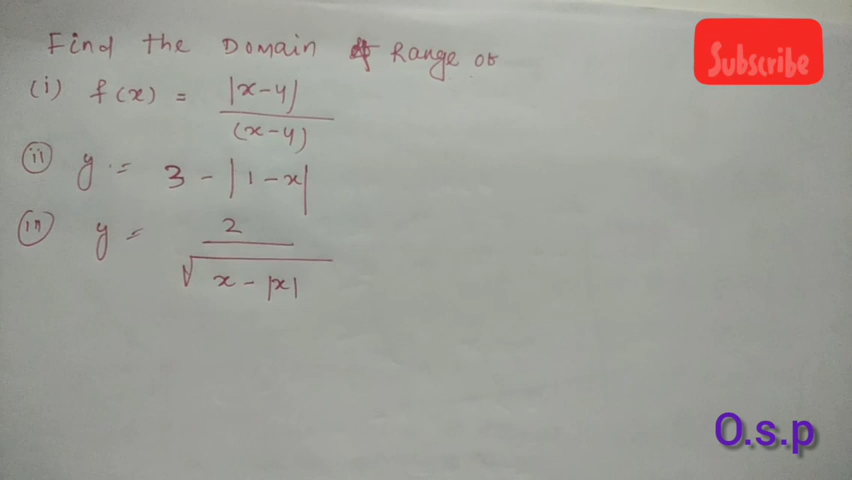 Find the Domain & Range of
(i) f(x) = |x-4| / (x-4)
(ii) y = 3 - |1-x|
(iii) y = 2 / √(x-|x|)
Subscribe
O.s.p